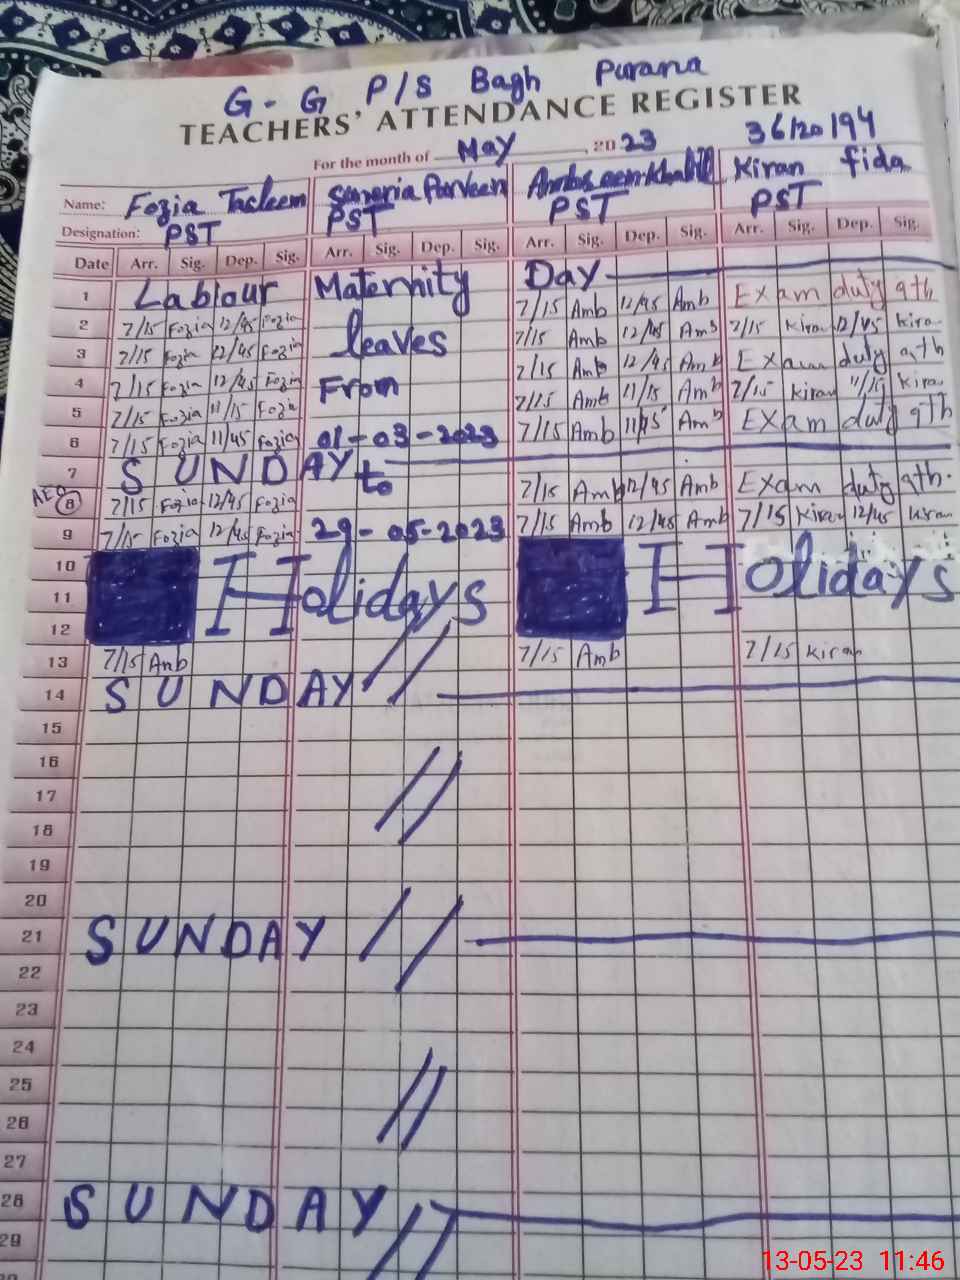 G - G P/S Bagh Purana
TEACHERS' ATTENDANCE REGISTER
For the month of May, 2023 36120194
Name: Fozia Tacleem Parveen Kiran fida
Designation: PST PST PST PST
Date Arr. Sig. Dep. Sig. Arr. Sig. Dep. Sig. Arr. Sig. Dep. Sig. Arr. Sig. Dep. Sig.
1 Lablour Maternity Day
2 7/15 Fozia 12/45 Fozia leaves 7/15 Amb 12/45 Amb Exam duty 9th
3 7/15 Fozia 12/45 Fozia 7/15 Amb 12/45 Amb 7/15 Kiran 12/45 Kiran
4 7/15 Fozia 12/45 Fozia From 7/15 Amb 12/45 Amb Exam duty 9th
5 7/15 Fozia 11/15 Fozia 7/15 Amb 11/15 Amb 7/15 Kiran 11/15 Kiran
6 7/15 Fozia 11/45 Fozia 01-03-2023 7/15 Amb Amb Exam duty 9th
7 SUNDAY to
AEO 8 7/15 Fozia 12/45 Fozia 7/15 Amb 12/45 Amb Exam duty 9th.
9 7/15 Fozia 12/45 Fozia 29-05-2023 7/15 Amb 12/45 Amb 7/15 Kiran 12/45 Kiran
10
11 Holidays Holidays
12
13 7/15 Amb 7/15 Amb 7/15 Kiran
14 SUNDAY //
15
16
17 //
18
19
20
21 SUNDAY //
22
23
24
25
26 //
27
28 SUNDAY //
29
13-05-23 11:46